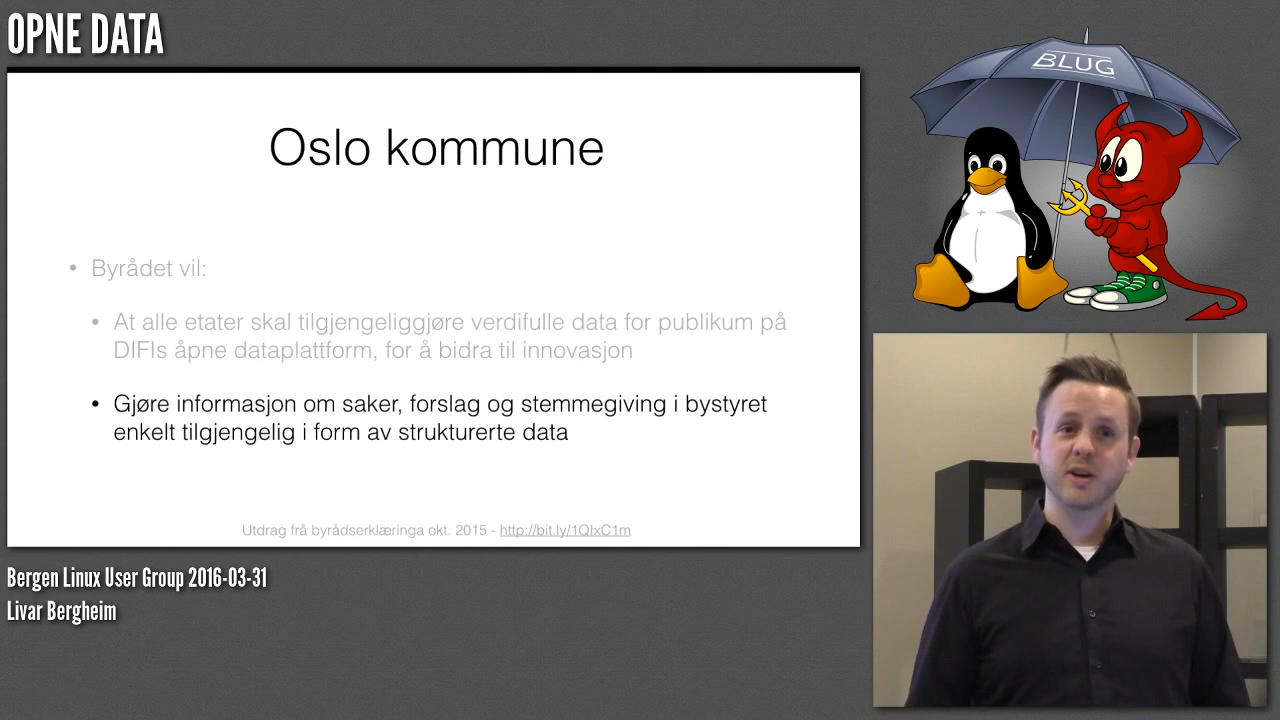 OPNE DATA
BLUG
Oslo kommune
• Byrådet vil:
• At alle etater skal tilgjengeliggjøre verdifulle data for publikum på
DIFIs åpne dataplattform, for å bidra til innovasjon
• Gjøre informasjon om saker, forslag og stemmegiving i bystyret
enkelt tilgjengelig i form av strukturerte data
Utdrag frå byrådserklæringa okt. 2015 - http://bit.ly/1QIxC1m
Bergen Linux User Group 2016-03-31
Livar Bergheim